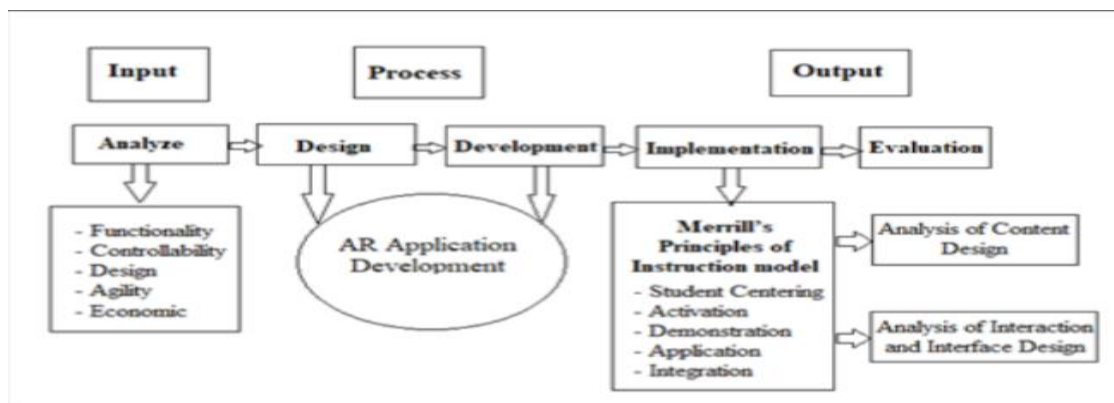 Input
Process
Output
Analyze
Design
Development
Implementation
Evaluation
- Functionality
- Controllability
- Design
- Agility
- Economic
AR Application
Development
Merrill's
Principles of
Instruction model
- Student Centering
- Activation
- Demonstration
- Application
- Integration
Analysis of Content
Design
Analysis of Interaction
and Interface Design